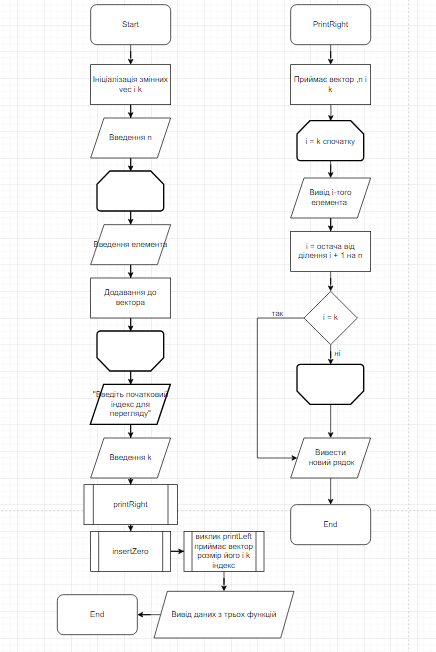 Start
Ініціалізація змінних
vec і k
Введення n
Введення елемента
Додавання до
вектора
"Введіть початковий
індекс для
перегляду"
Введення k
printRight
insertZero
виклик printLeft
приймає вектор
розмір його і k
індекс
Вивід даних з трьох функцій
End
PrintRight
Приймає вектор ,n і
k
і = k спочатку
Вивід і-того
елемента
і = остача від
ділення і + 1 на n
і = k
так
ні
Вивести
новий рядок
End